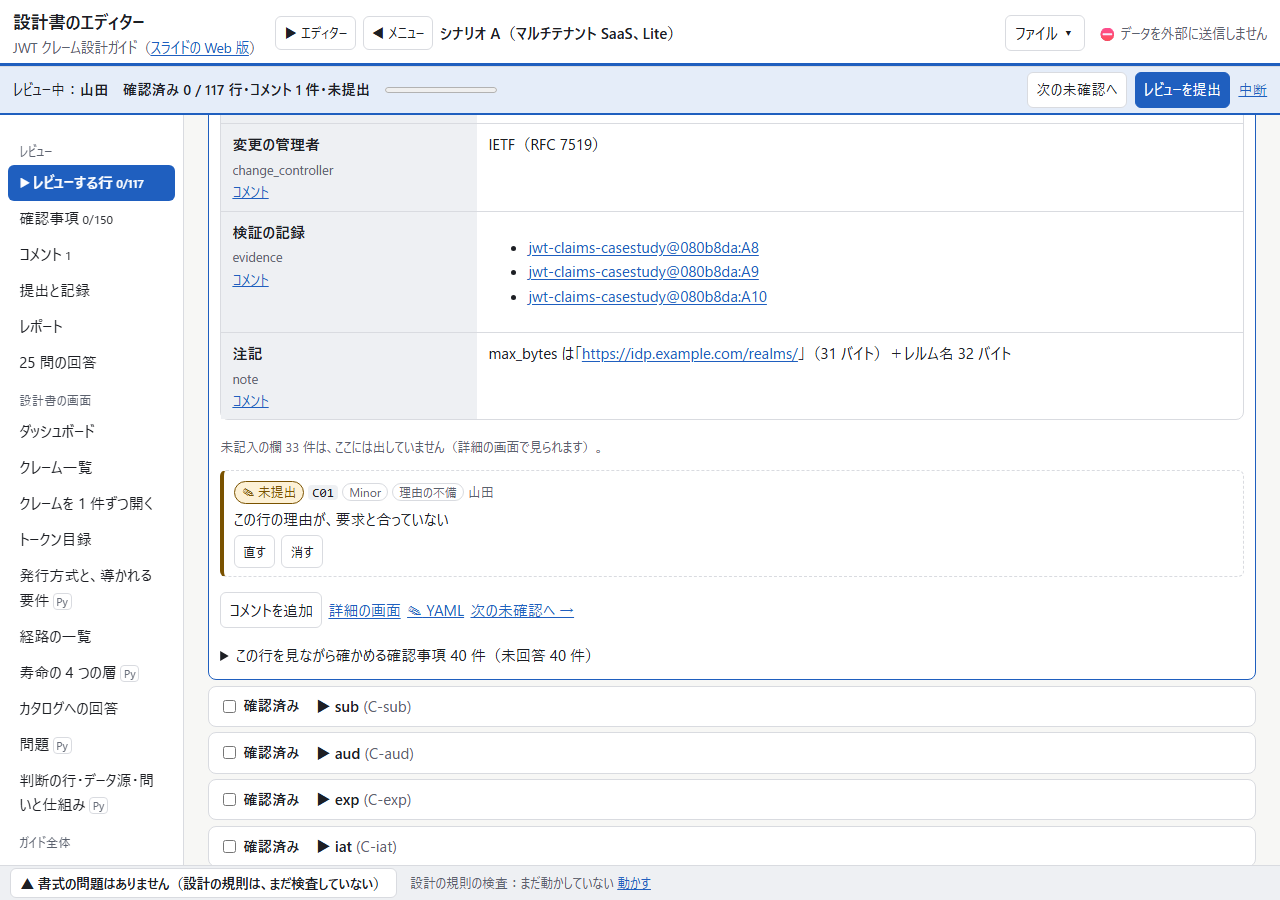 設計書のエディター
JWT クレーム設計ガイド（スライドの Web 版）
▶ エディター
◀ メニュー
シナリオ A（マルチテナント SaaS、Lite）
ファイル ▼
データを外部に送信しません
レビュー中：山田 確認済み 0 / 117 行・コメント 1 件・未提出
次の未確認へ
レビューを提出
中断
レビュー
▶ レビューする行 0/117
確認事項 0/150
コメント 1
提出と記録
レポート
25 問の回答
設計書の画面
ダッシュボード
クレーム一覧
クレームを 1 件ずつ開く
トークン目録
発行方式と、導かれる
要件 Py
経路の一覧
寿命の 4 つの層 Py
カタログへの回答
問題 Py
判断の行・データ源・問
いと仕組み Py
ガイド全体
変更の管理者
change_controller
コメント
IETF（RFC 7519）
検証の記録
evidence
コメント
• jwt-claims-casestudy@080b8da:A8
• jwt-claims-casestudy@080b8da:A9
• jwt-claims-casestudy@080b8da:A10
注記
note
コメント
max_bytes は「https://idp.example.com/realms/」（31 バイト）＋レルム名 32 バイト
未記入の欄 33 件は、ここには出していません（詳細の画面で見られます）。
✎ 未提出 C01 Minor 理由の不備 山田
この行の理由が、要求と合っていない
直す
消す
コメントを追加 詳細の画面 ✎ YAML 次の未確認へ →
▶ この行を見ながら確かめる確認事項 40 件（未回答 40 件）
確認済み ▶ sub (C-sub)
確認済み ▶ aud (C-aud)
確認済み ▶ exp (C-exp)
確認済み ▶ iat (C-iat)
▲ 書式の問題はありません（設計の規則は、まだ検査していない）
設計の規則の検査：まだ動かしていない 動かす